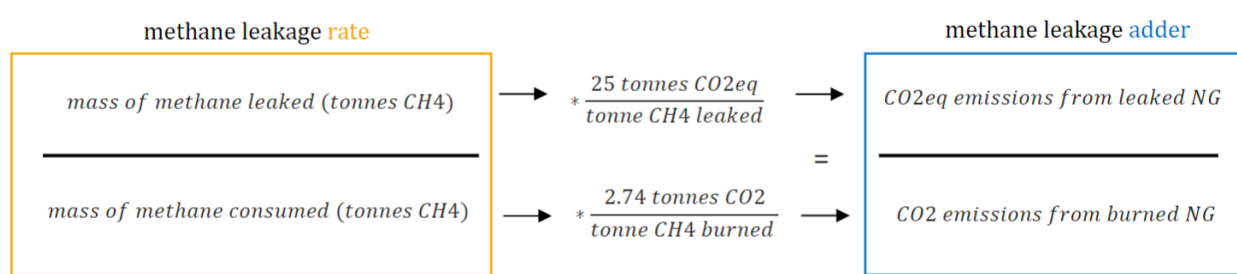 methane leakage rate
methane leakage adder
mass of methane leaked (tonnes CH4)
* 25 tonnes CO2eq
tonne CH4 leaked
CO2eq emissions from leaked NG
=
mass of methane consumed (tonnes CH4)
* 2.74 tonnes CO2
tonne CH4 burned
CO2 emissions from burned NG